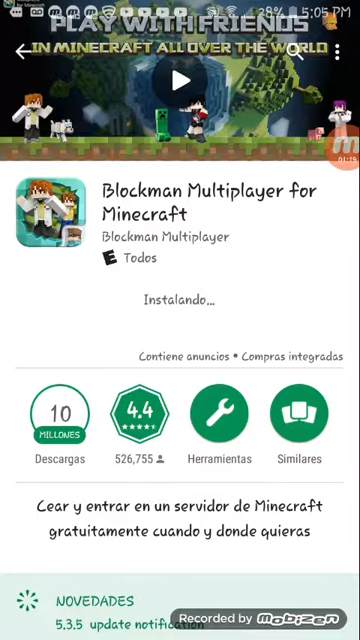 28% 5:05 PM
PLAY WITH FRIENDS
IN MINECRAFT ALL OVER THE WORLD
01:19
Blockman Multiplayer for
Minecraft
Blockman Multiplayer
E Todos
Instalando...
Contiene anuncios • Compras integradas
10
MILLONES
4.4
Descargas
526,755
Herramientas
Similares
Cear y entrar en un servidor de Minecraft
gratuitamente cuando y donde quieras
NOVEDADES
5.3.5 update notification
Recorded by Mobizen